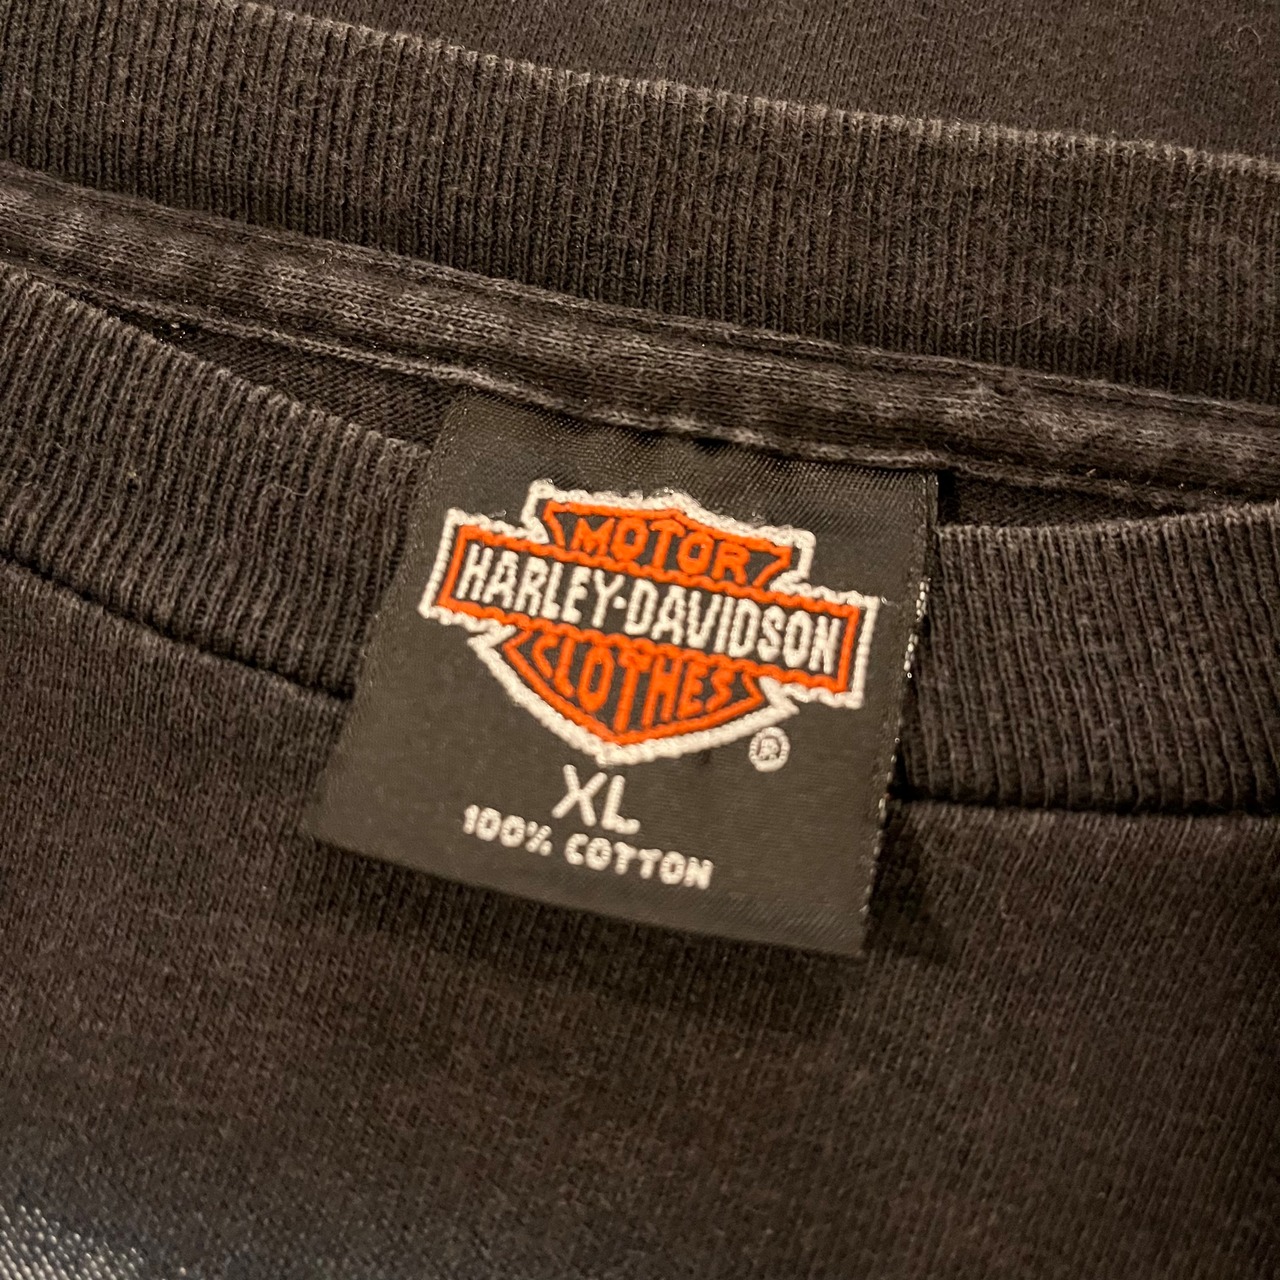 MOTOR
HARLEY-DAVIDSON
CLOTHES
®
XL
100% COTTON